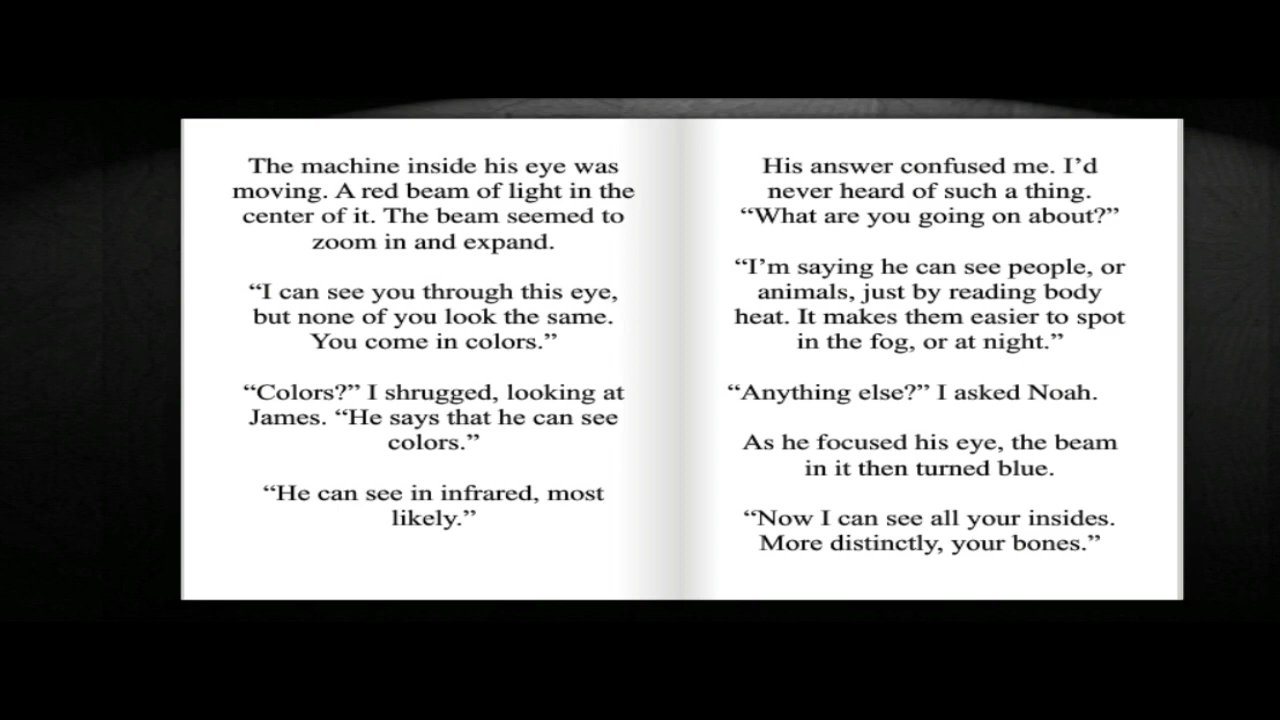 The machine inside his eye was
moving. A red beam of light in the
center of it. The beam seemed to
zoom in and expand.
“I can see you through this eye,
but none of you look the same.
You come in colors.”
“Colors?” I shrugged, looking at
James. “He says that he can see
colors.”
“He can see in infrared, most
likely.”
His answer confused me. I’d
never heard of such a thing.
“What are you going on about?”
“I’m saying he can see people, or
animals, just by reading body
heat. It makes them easier to spot
in the fog, or at night.”
“Anything else?” I asked Noah.
As he focused his eye, the beam
in it then turned blue.
“Now I can see all your insides.
More distinctly, your bones.”